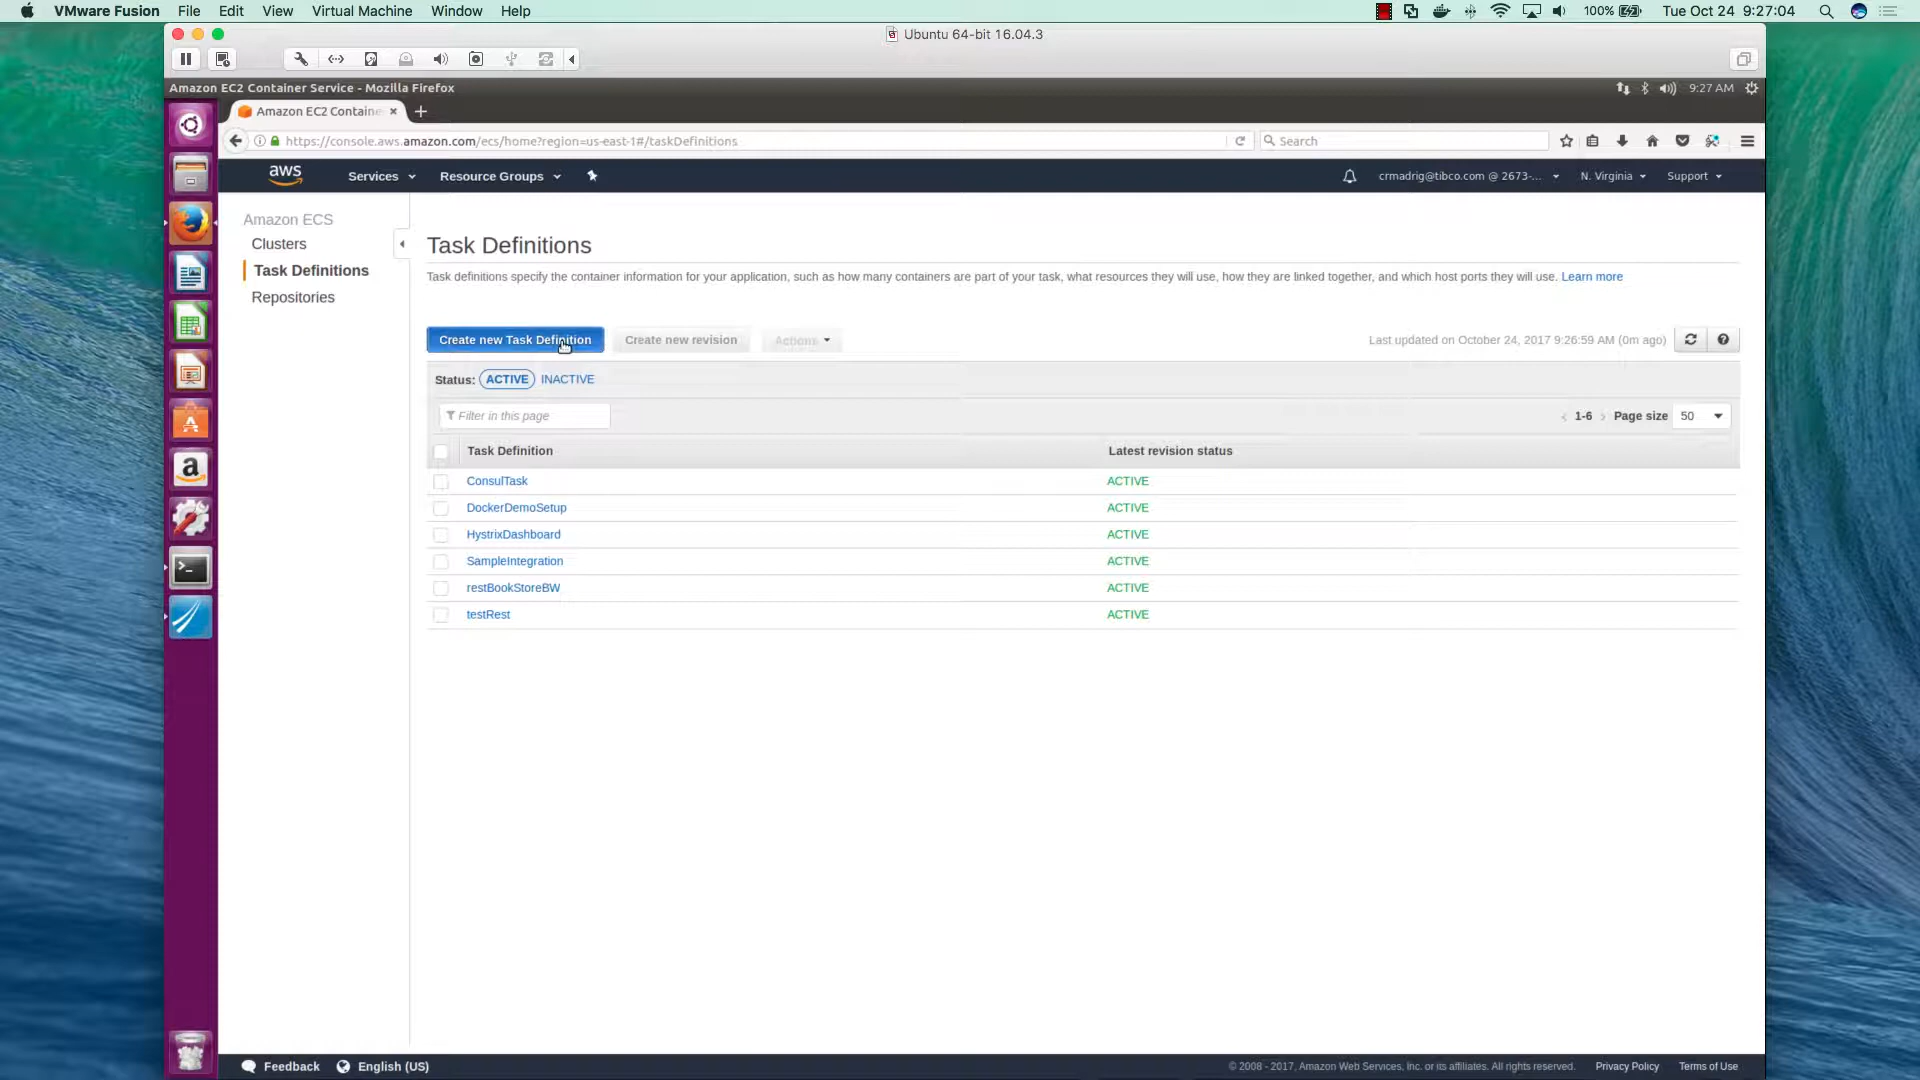 VMware Fusion File Edit View Virtual Machine Window Help 100% Tue Oct 24 9:27:04
Ubuntu 64-bit 16.04.3
Amazon EC2 Container Service - Mozilla Firefox 9:27 AM
Amazon EC2 Containe
https://console.aws.amazon.com/ecs/home?region=us-east-1#/taskDefinitions Search
aws Services Resource Groups crmadrig@tibco.com @ 2673-... N. Virginia Support
Amazon ECS
Clusters
Task Definitions
Repositories
Task Definitions
Task definitions specify the container information for your application, such as how many containers are part of your task, what resources they will use, how they are linked together, and which host ports they will use. Learn more
Create new Task Definition Create new revision Actions Last updated on October 24, 2017 9:26:59 AM (0m ago)
Status: ACTIVE INACTIVE
Filter in this page 1-6 Page size 50
Task Definition Latest revision status
ConsulTask ACTIVE
DockerDemoSetup ACTIVE
HystrixDashboard ACTIVE
SampleIntegration ACTIVE
restBookStoreBW ACTIVE
testRest ACTIVE
Feedback English (US) © 2008 - 2017, Amazon Web Services, Inc. or its affiliates. All rights reserved. Privacy Policy Terms of Use